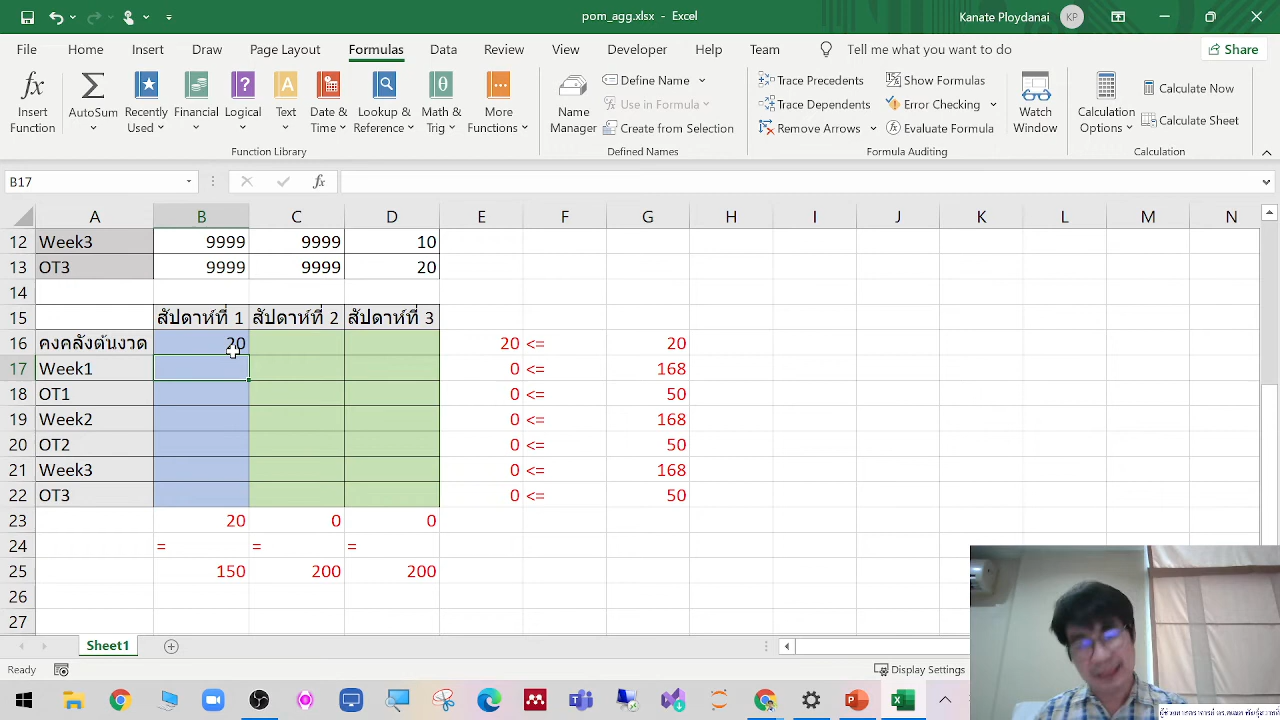 pom_agg.xlsx - Excel
Kanate Ploydanai KP
File Home Insert Draw Page Layout Formulas Data Review View Developer Help Team Tell me what you want to do Share
Insert Function
AutoSum
Recently Used
Financial
Logical
Text
Date & Time
Lookup & Reference
Math & Trig
More Functions
Function Library
Name Manager
Define Name
Use in Formula
Create from Selection
Defined Names
Trace Precedents
Trace Dependents
Remove Arrows
Show Formulas
Error Checking
Evaluate Formula
Formula Auditing
Watch Window
Calculation Options
Calculate Now
Calculate Sheet
Calculation
B17 fx
A B C D E F G H I J K L M N
12 Week3 9999 9999 10
13 OT3 9999 9999 20
14
15 สัปดาห์ที่ 1 สัปดาห์ที่ 2 สัปดาห์ที่ 3
16 คงคลังต้นงวด 20 20 <= 20
17 Week1 0 <= 168
18 OT1 0 <= 50
19 Week2 0 <= 168
20 OT2 0 <= 50
21 Week3 0 <= 168
22 OT3 0 <= 50
23 20 0 0
24 = = =
25 150 200 200
26
27
Sheet1
Ready Display Settings